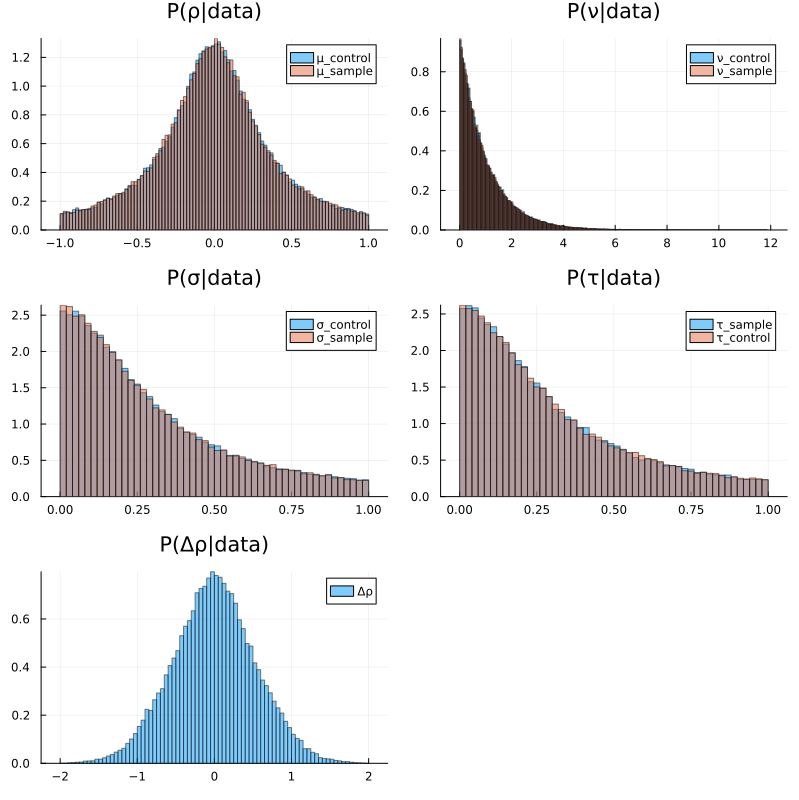 P(ρ|data)
μ_control
μ_sample
1.2
1.0
0.8
0.6
0.4
0.2
0.0
−1.0 −0.5 0.0 0.5 1.0
P(ν|data)
ν_control
ν_sample
0.8
0.6
0.4
0.2
0.0
0 2 4 6 8 10 12
P(σ|data)
σ_control
σ_sample
2.5
2.0
1.5
1.0
0.5
0.0
0.00 0.25 0.50 0.75 1.00
P(τ|data)
τ_sample
τ_control
2.5
2.0
1.5
1.0
0.5
0.0
0.00 0.25 0.50 0.75 1.00
P(Δρ|data)
Δρ
0.6
0.4
0.2
0.0
−2 −1 0 1 2